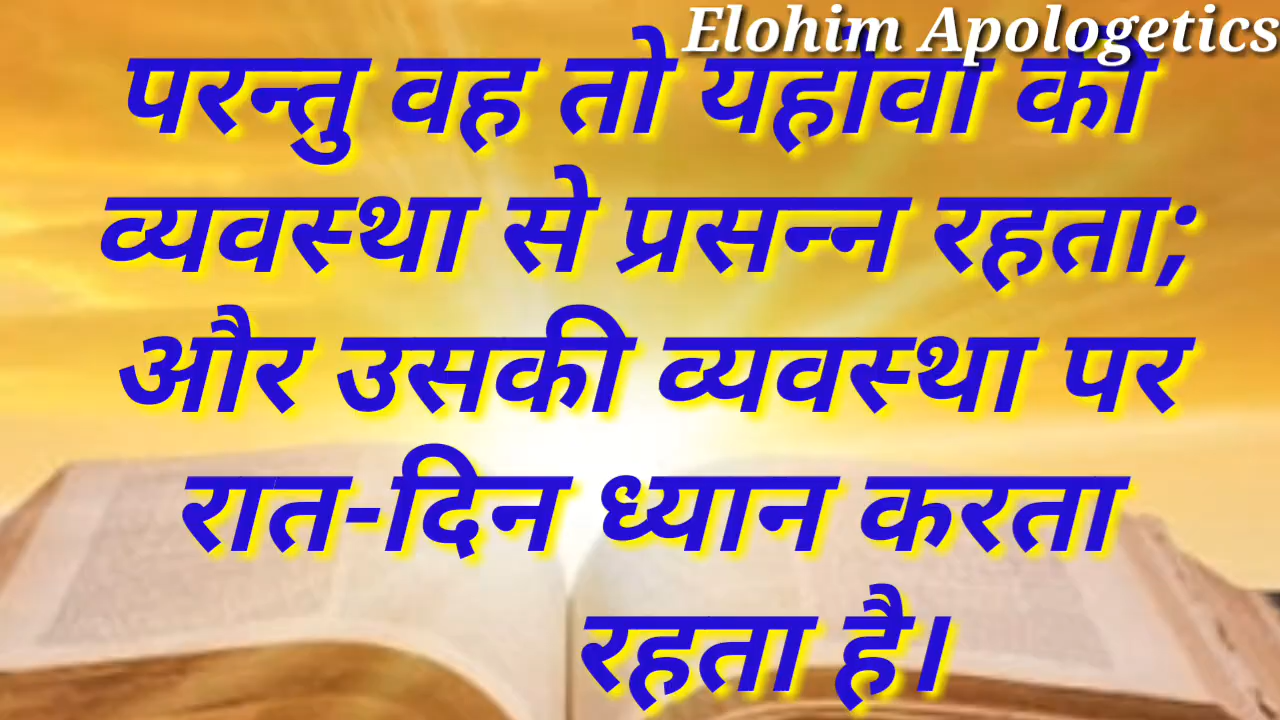 Elohim Apologetics
परन्तु वह तो यहोवा की
व्यवस्था से प्रसन्न रहता;
और उसकी व्यवस्था पर
रात-दिन ध्यान करता
रहता है।